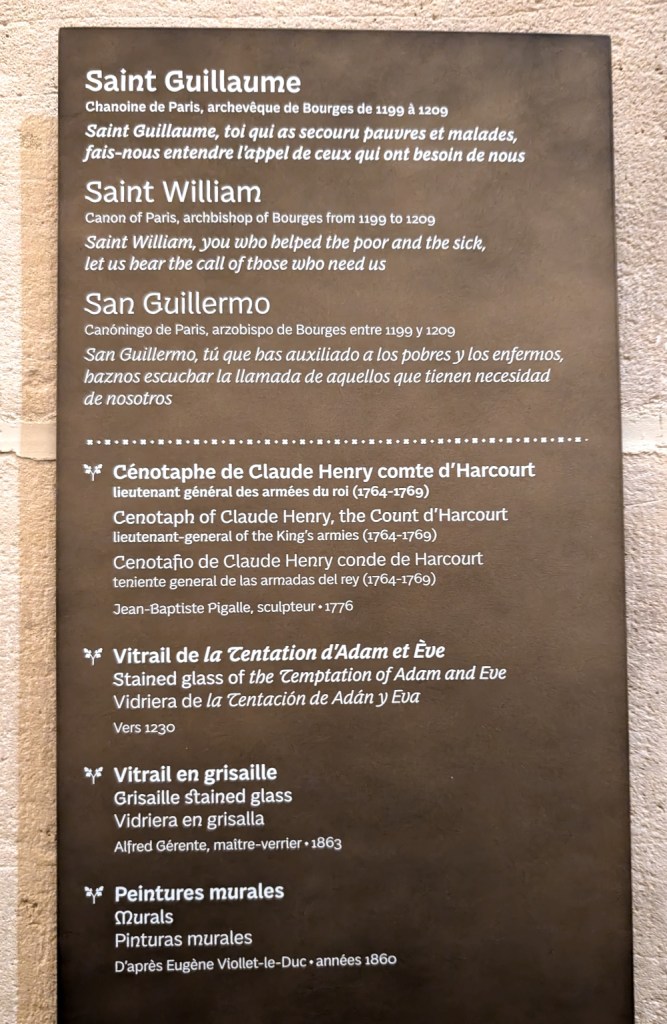 Saint Guillaume
Chanoine de Paris, archevêque de Bourges de 1199 à 1209
Saint Guillaume, toi qui as secouru pauvres et malades,
fais-nous entendre l'appel de ceux qui ont besoin de nous
Saint William
Canon of Paris, archbishop of Bourges from 1199 to 1209
Saint William, you who helped the poor and the sick,
let us hear the call of those who need us
San Guillermo
Canóningo de Paris, arzobispo de Bourges entre 1199 y 1209
San Guillermo, tú que has auxiliado a los pobres y los enfermos,
haznos escuchar la llamada de aquellos que tienen necesidad
de nosotros
Cénotaphe de Claude Henry comte d'Harcourt
lieutenant général des armées du roi (1764-1769)
Cenotaph of Claude Henry, the Count d'Harcourt
lieutenant-general of the King's armies (1764-1769)
Cenotafio de Claude Henry conde de Harcourt
teniente general de las armadas del rey (1764-1769)
Jean-Baptiste Pigalle, sculpteur • 1776
Vitrail de la Tentation d'Adam et Ève
Stained glass of the Temptation of Adam and Eve
Vidriera de la Tentación de Adán y Eva
Vers 1230
Vitrail en grisaille
Grisaille stained glass
Vidriera en grisalla
Alfred Gérente, maître-verrier • 1863
Peintures murales
Murals
Pinturas murales
D'après Eugène Viollet-le-Duc • années 1860